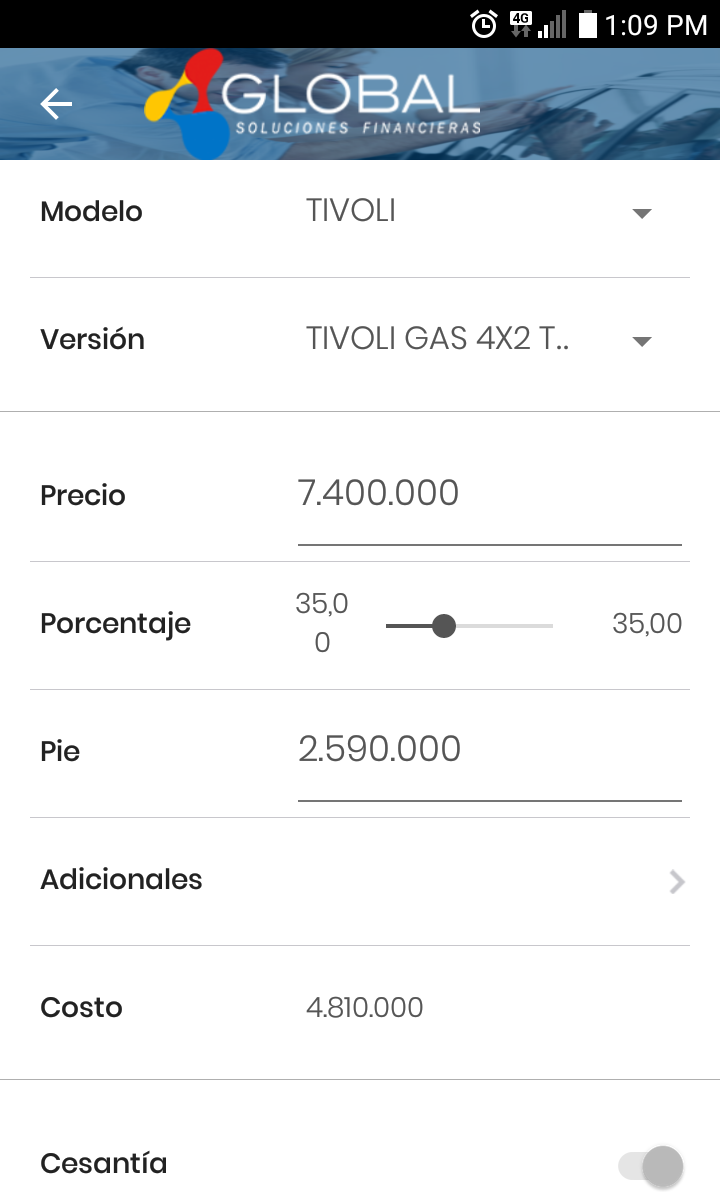 4G 1:09 PM
GLOBAL
SOLUCIONES FINANCIERAS
Modelo TIVOLI
Versión TIVOLI GAS 4X2 T..
Precio 7.400.000
Porcentaje 35,0
0 35,00
Pie 2.590.000
Adicionales
Costo 4.810.000
Cesantía